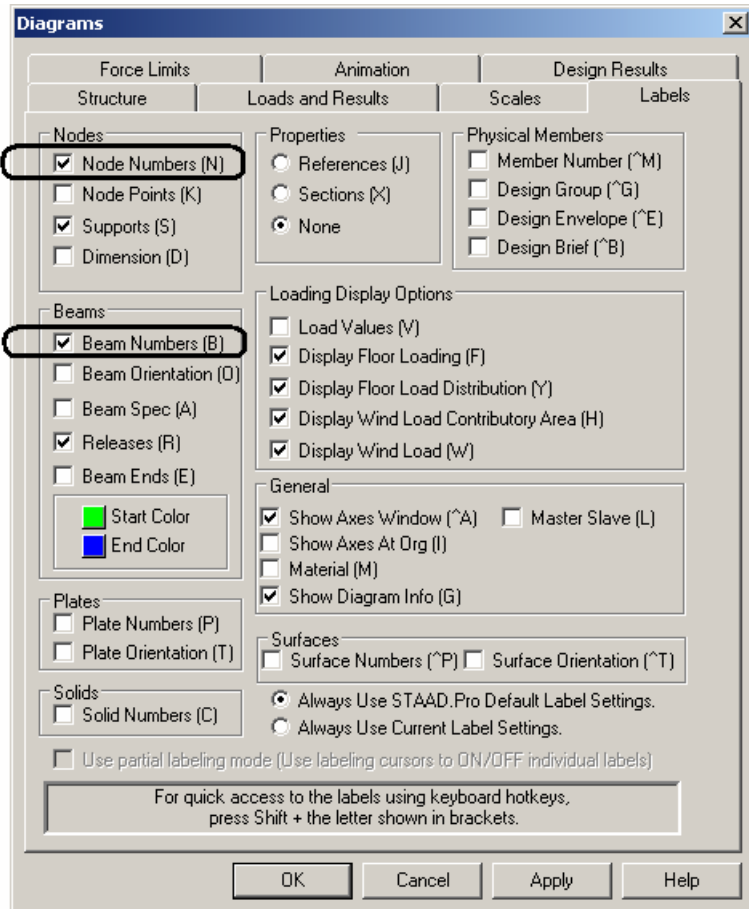 Diagrams
Force Limits
Animation
Design Results
Structure
Loads and Results
Scales
Labels
Nodes
Node Numbers (N)
Node Points (K)
Supports (S)
Dimension (D)
Properties
References (J)
Sections (X)
None
Physical Members
Member Number (^M)
Design Group (^G)
Design Envelope (^E)
Design Brief (^B)
Beams
Beam Numbers (B)
Beam Orientation (O)
Beam Spec (A)
Releases (R)
Beam Ends (E)
Start Color
End Color
Loading Display Options
Load Values (V)
Display Floor Loading (F)
Display Floor Load Distribution (Y)
Display Wind Load Contributory Area (H)
Display Wind Load (W)
General
Show Axes Window (^A)
Master Slave (L)
Show Axes At Org (I)
Material (M)
Show Diagram Info (G)
Plates
Plate Numbers (P)
Plate Orientation (T)
Surfaces
Surface Numbers (^P)
Surface Orientation (^T)
Solids
Solid Numbers (C)
Always Use STAAD.Pro Default Label Settings.
Always Use Current Label Settings.
Use partial labeling mode (Use labeling cursors to ON/OFF individual labels)
For quick access to the labels using keyboard hotkeys,
press Shift + the letter shown in brackets.
OK
Cancel
Apply
Help